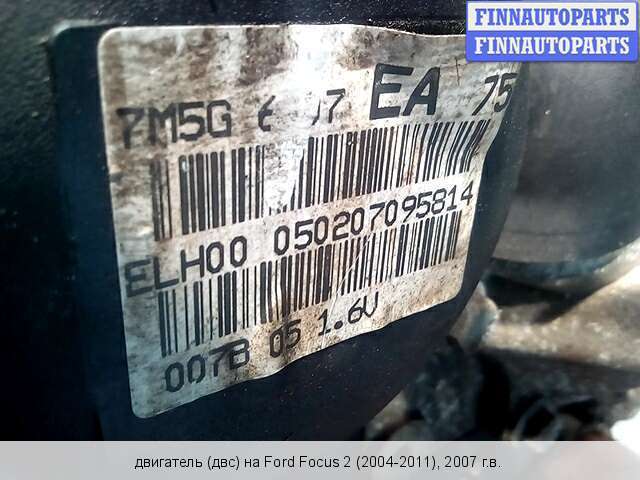 FINNAUTOPARTS
FINNAUTOPARTS
7M5G EA 75
ELH00 050207095814
007B 05 1.6V
двигатель (двс) на Ford Focus 2 (2004-2011), 2007 г.в.